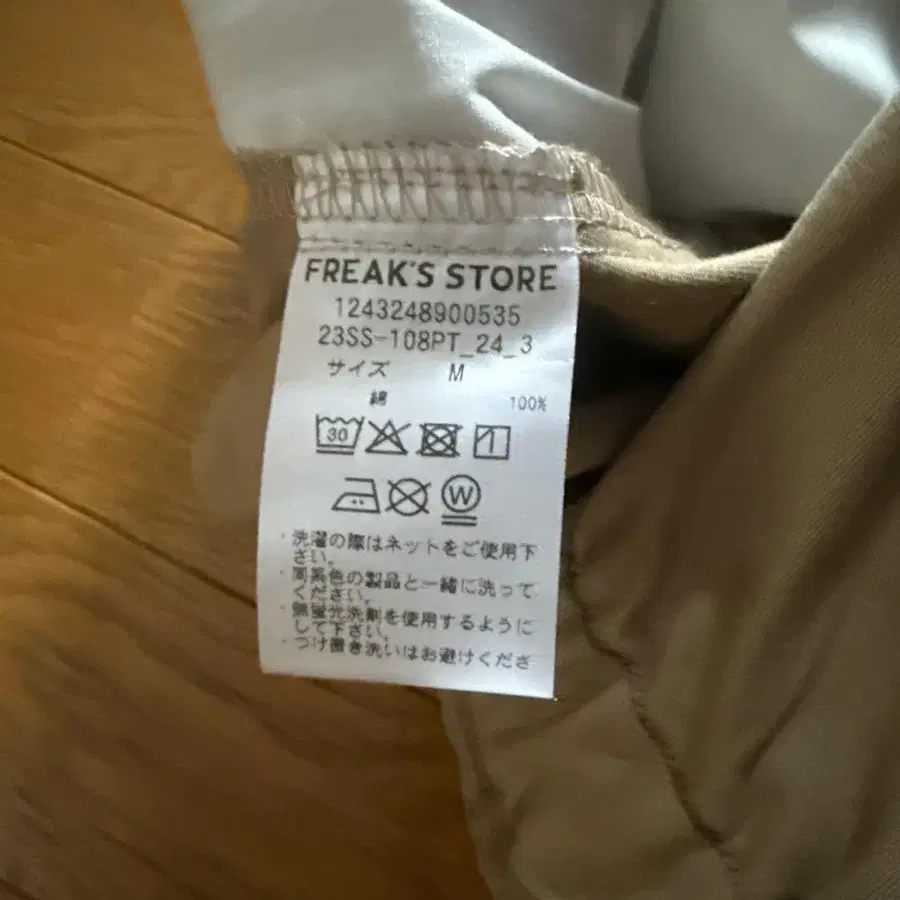 FREAK'S STORE
1243248900535
23SS-108PT_24_3
サイズ M
綿 100%
30
W
・洗濯の際はネットをご使用下
さい。
・同系色の製品と一緒に洗って
ください。
・無蛍光洗剤を使用するように
して下さい。
・つけ置き洗いはお避けくださ